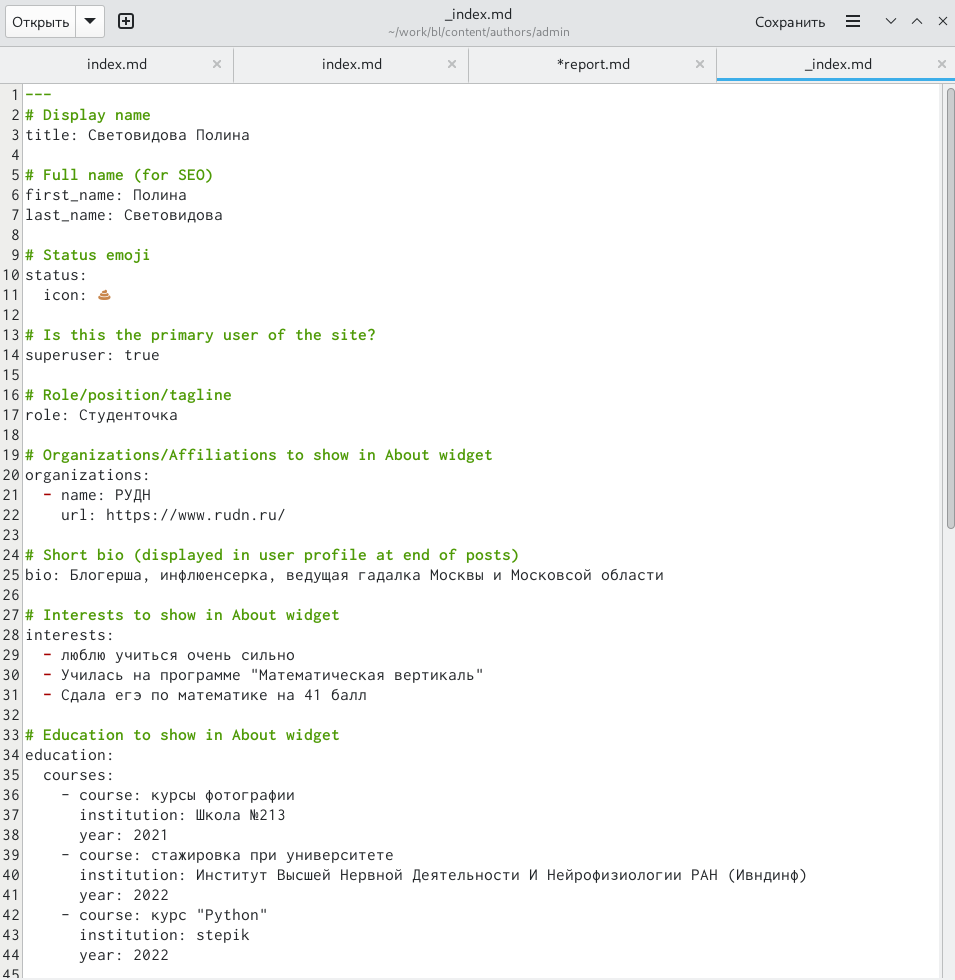 Открыть
_index.md
~/work/bl/content/authors/admin
Сохранить
index.md
index.md
*report.md
_index.md
1 ---
2 # Display name
3 title: Световидова Полина
4
5 # Full name (for SEO)
6 first_name: Полина
7 last_name: Световидова
8
9 # Status emoji
10 status:
11   icon: 💩
12
13 # Is this the primary user of the site?
14 superuser: true
15
16 # Role/position/tagline
17 role: Студенточка
18
19 # Organizations/Affiliations to show in About widget
20 organizations:
21   - name: РУДН
22     url: https://www.rudn.ru/
23
24 # Short bio (displayed in user profile at end of posts)
25 bio: Блогерша, инфлюенсерка, ведущая гадалка Москвы и Московсой области
26
27 # Interests to show in About widget
28 interests:
29   - люблю учиться очень сильно
30   - Училась на программе "Математическая вертикаль"
31   - Сдала егэ по математике на 41 балл
32
33 # Education to show in About widget
34 education:
35   courses:
36     - course: курсы фотографии
37       institution: Школа №213
38       year: 2021
39     - course: стажировка при университете
40       institution: Институт Высшей Нервной Деятельности И Нейрофизиологии РАН (Ивндинф)
41       year: 2022
42     - course: курс "Python"
43       institution: stepik
44       year: 2022
45